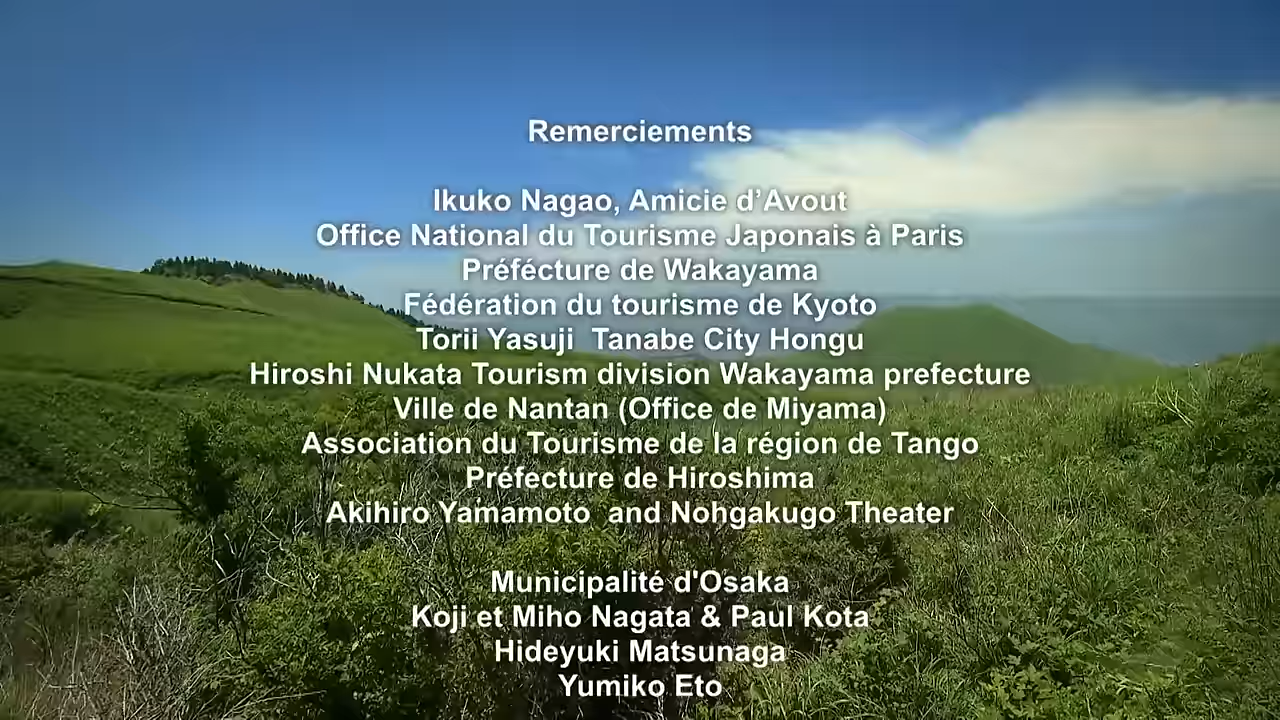 Remerciements
Ikuko Nagao, Amicie d’Avout
Office National du Tourisme Japonais à Paris
Préfécture de Wakayama
Fédération du tourisme de Kyoto
Torii Yasuji  Tanabe City Hongu
Hiroshi Nukata Tourism division Wakayama prefecture
Ville de Nantan (Office de Miyama)
Association du Tourisme de la région de Tango
Préfecture de Hiroshima
Akihiro Yamamoto  and Nohgakugo Theater
Municipalité d'Osaka
Koji et Miho Nagata & Paul Kota
Hideyuki Matsunaga
Yumiko Eto